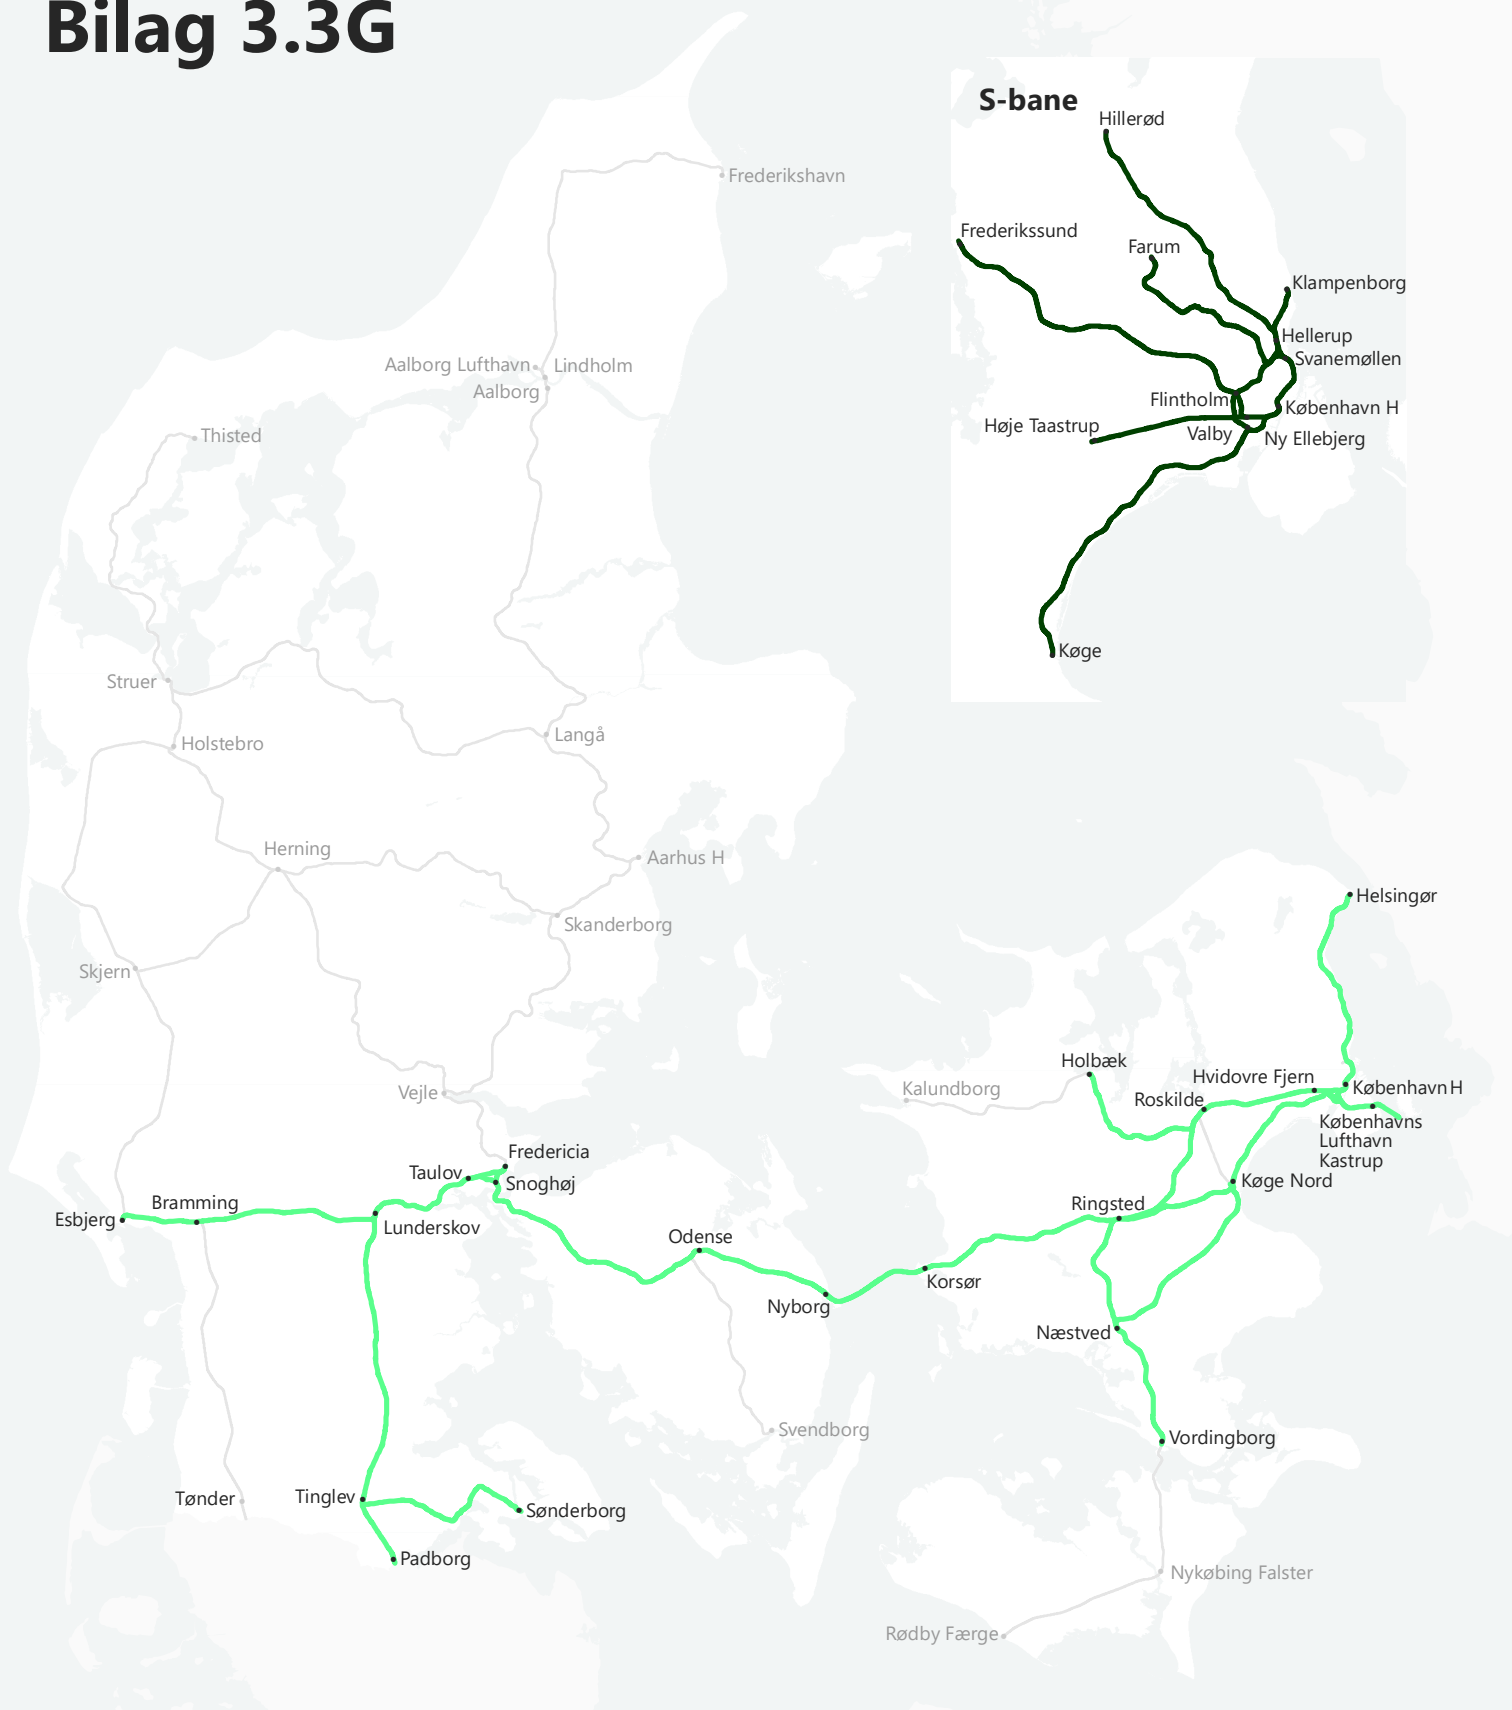 Bilag 3.3G
S-bane
Hillerød
Frederikshavn
Frederikssund
Farum
Klampenborg
Hellerup
Svanemøllen
Aalborg Lufthavn
Lindholm
Aalborg
Flintholm
København H
Høje Taastrup
Valby
Ny Ellebjerg
Thisted
Køge
Struer
Holstebro
Langå
Herning
Aarhus H
Helsingør
Skanderborg
Skjern
Holbæk
Hvidovre Fjern
København H
Kalundborg
Vejle
Roskilde
Københavns
Lufthavn
Kastrup
Fredericia
Taulov
Snoghøj
Køge Nord
Bramming
Ringsted
Esbjerg
Lunderskov
Odense
Korsør
Nyborg
Næstved
Svendborg
Vordingborg
Tønder
Tinglev
Sønderborg
Padborg
Nykøbing Falster
Rødby Færge